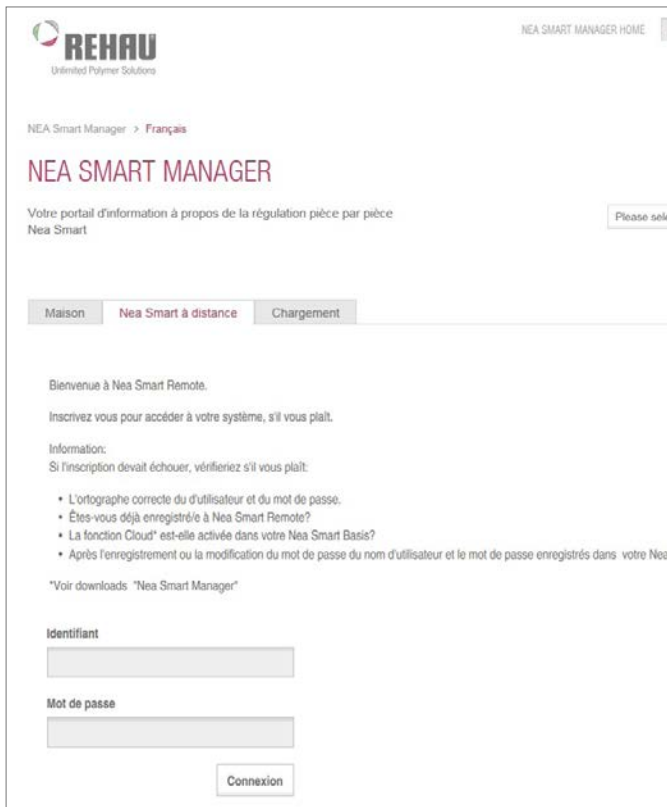 REHAU
Unlimited Polymer Solutions
NEA SMART MANAGER HOME
NEA Smart Manager > Français
NEA SMART MANAGER
Votre portail d'information à propos de la régulation pièce par pièce
Nea Smart
Please sele
Maison
Nea Smart à distance
Chargement
Bienvenue à Nea Smart Remote.
Inscrivez vous pour accéder à votre système, s'il vous plaît.
Information:
Si l'inscription devait échouer, vérifieriez s'il vous plaît:
• L'ortographe correcte du d'utilisateur et du mot de passe.
• Êtes-vous déjà enregistré/e à Nea Smart Remote?
• La fonction Cloud* est-elle activée dans votre Nea Smart Basis?
• Après l'enregistrement ou la modification du mot de passe du nom d'utilisateur et le mot de passe enregistrés dans votre Nea
*Voir downloads "Nea Smart Manager"
Identifiant
Mot de passe
Connexion